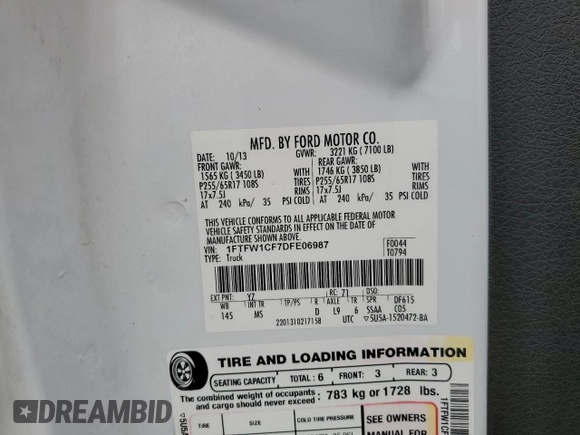 MFD. BY FORD MOTOR CO.
DATE: 10/13 GVWR: 3221 KG ( 7100 LB)
FRONT GAWR: REAR GAWR:
1565 KG ( 3450 LB) WITH 1746 KG ( 3850 LB) WITH
P255/65R17 108S TIRES P255/65R17 108S TIRES
17x7.5J RIMS 17x7.5J RIMS
AT 240 kPa/ 35 PSI COLD AT 240 kPa/ 35 PSI COLD
THIS VEHICLE CONFORMS TO ALL APPLICABLE FEDERAL MOTOR
VEHICLE SAFETY STANDARDS IN EFFECT ON THE DATE OF
MANUFACTURE SHOWN ABOVE.
VIN: 1FTFW1CF7DFE06987 F0044
TYPE: Truck T0794
EXT PNT: YZ RC: 71 DSO:
WB INT TR TP/PS R AXLE TR SPR DF615
145 MS D L9 6 SSAA COS
2201310217158 UTC SU5A-1520472-BA
TIRE AND LOADING INFORMATION
SEATING CAPACITY TOTAL: 6 FRONT: 3 REAR: 3
The combined weight of occupants
and cargo should never exceed: 783 kg or 1728 lbs.
TIRE SIZE COLD TIRE PRESSURE
SEE OWNERS
MANUAL FOR
DREAMBID